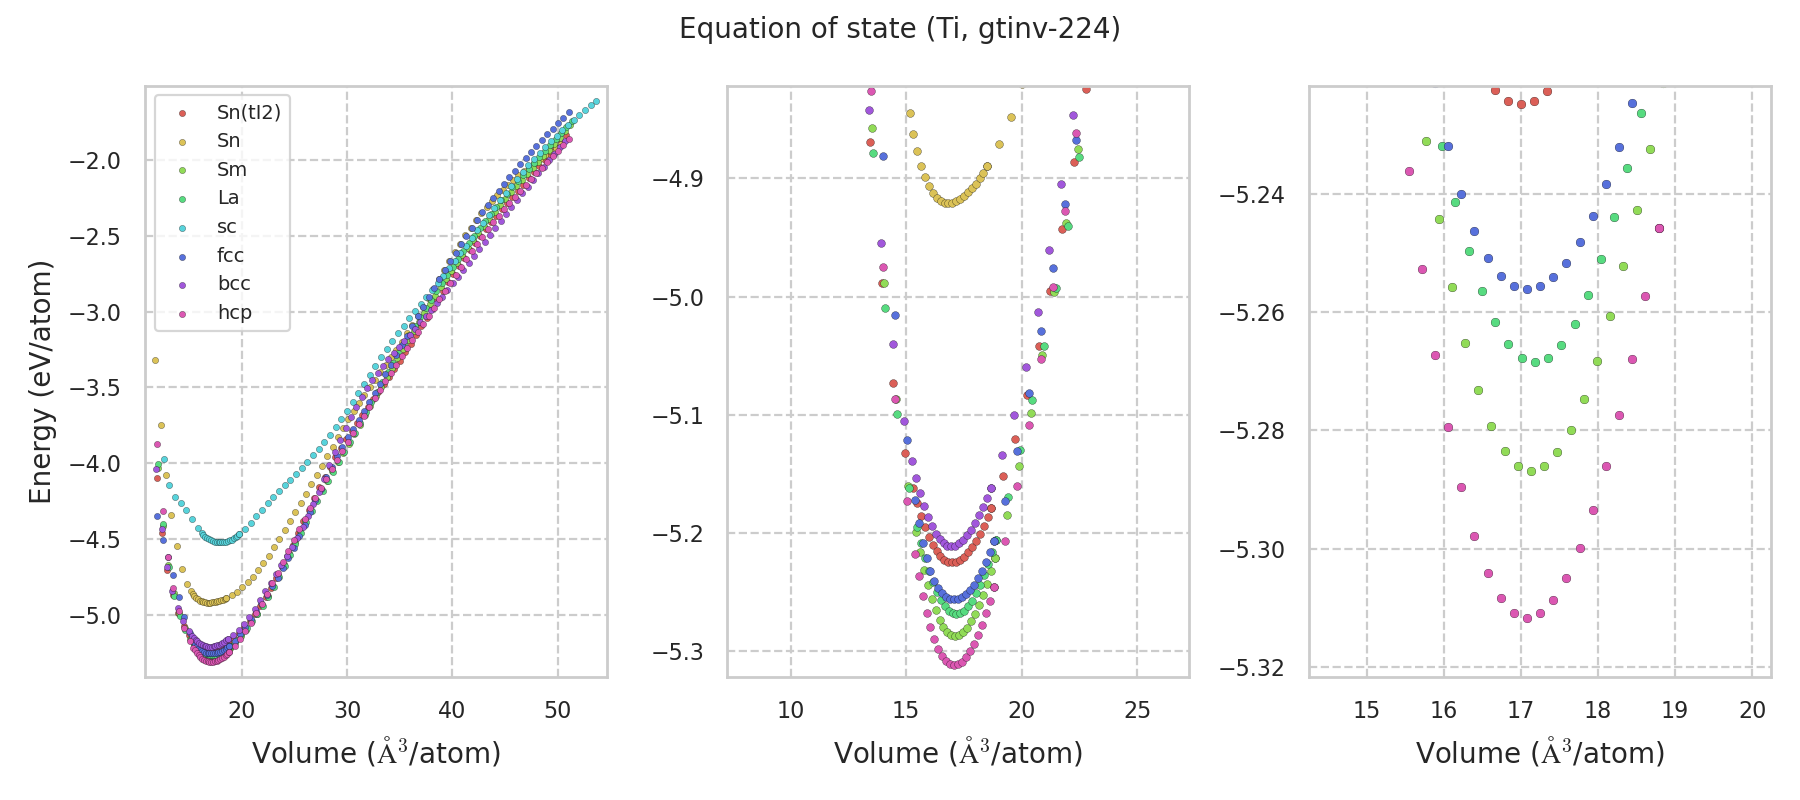 Equation of state (Ti, gtinv-224)
Energy (eV/atom)
−2.0
−2.5
−3.0
−3.5
−4.0
−4.5
−5.0
Sn(tI2)
Sn
Sm
La
sc
fcc
bcc
hcp
20 30 40 50
Volume (Å³/atom)
−4.9
−5.0
−5.1
−5.2
−5.3
10 15 20 25
Volume (Å³/atom)
−5.24
−5.26
−5.28
−5.30
−5.32
15 16 17 18 19 20
Volume (Å³/atom)